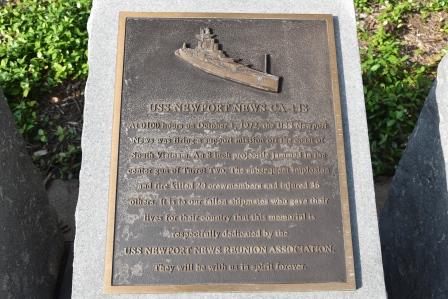 USS NEWPORT NEWS CA-148
At 0100 hours on October 1, 1972, the USS Newport
News was firing a support mission off the coast of
South Vietnam. An 8 inch projectile jammed in the
center gun of Turret Two. The subsequent explosion
and fire killed 20 crewmembers and injured 36
others. It is to our fallen shipmates who gave their
lives for their country that this memorial is
respectfully dedicated by the
USS NEWPORT NEWS REUNION ASSOCIATION.
They will be with us in spirit forever.